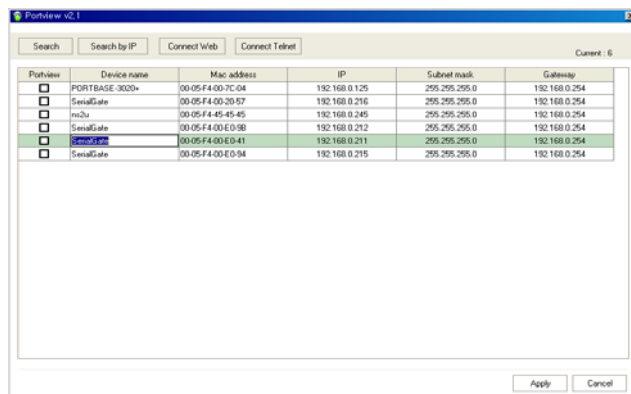 Portview v2.1
Search Search by IP Connect Web Connect Telnet
Current : 6
Portview Device name Mac address IP Subnet mask Gateway
PORTBASE-3020+ 00-05-F4-00-7C-04 192.168.0.125 255.255.255.0 192.168.0.254
SerialGate 00-05-F4-00-20-57 192.168.0.216 255.255.255.0 192.168.0.254
ns2u 00-05-F4-45-45-45 192.168.0.245 255.255.255.0 192.168.0.254
SerialGate 00-05-F4-00-E0-9B 192.168.0.212 255.255.255.0 192.168.0.254
SerialGate 00-05-F4-00-E0-41 192.168.0.211 255.255.255.0 192.168.0.254
SerialGate 00-05-F4-00-E0-94 192.168.0.215 255.255.255.0 192.168.0.254
Apply Cancel